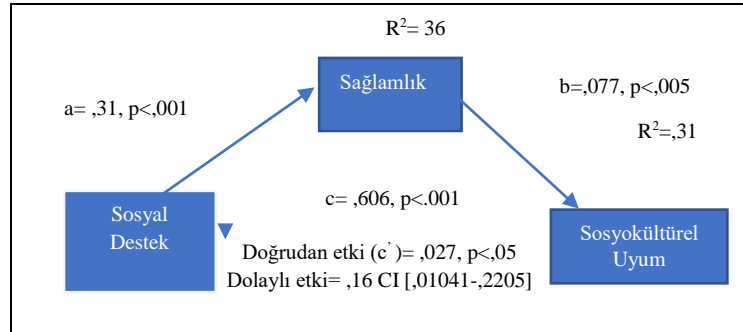 R²= 36
Sağlamlık
b=,077, p<,005
a= ,31, p<,001
R²=,31
c= ,606, p<.001
Sosyal
Destek
Doğrudan etki (c’)= ,027, p<,05
Dolaylı etki= ,16 CI [,01041-,2205]
Sosyokültürel
Uyum